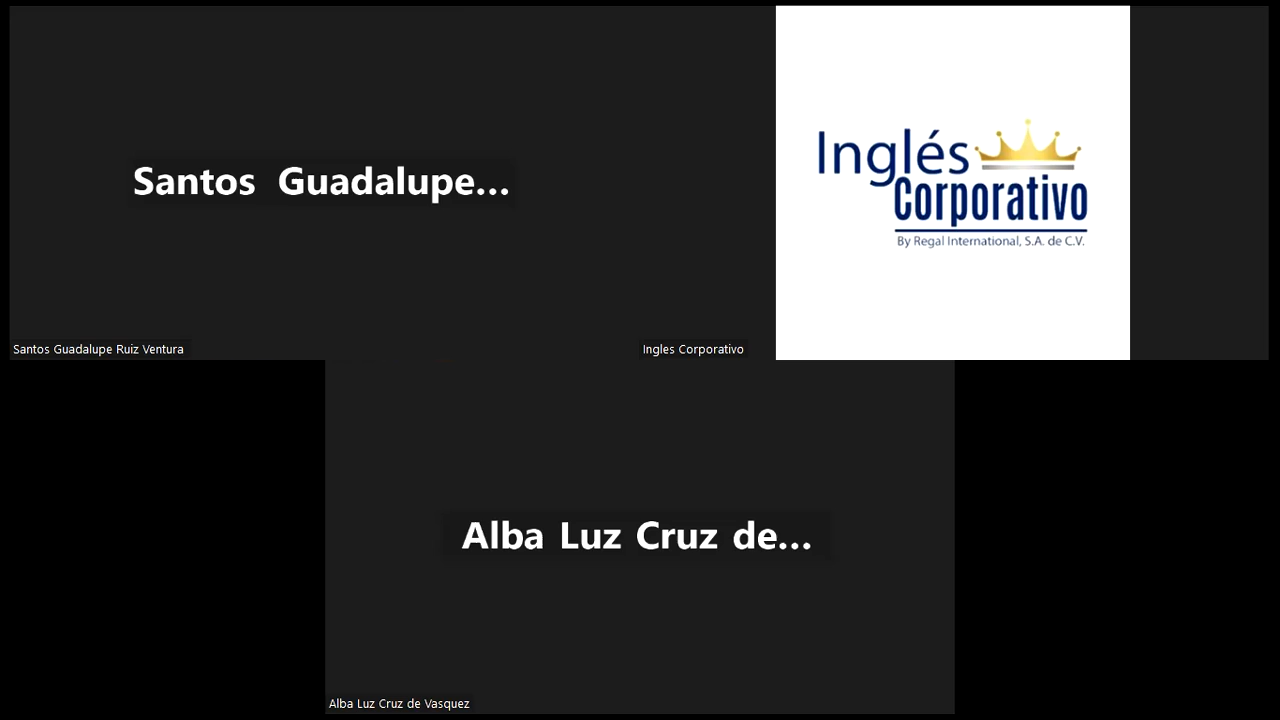 Santos Guadalupe...
Santos Guadalupe Ruiz Ventura
Inglés
Corporativo
By Regal International, S.A. de C.V.
Ingles Corporativo
Alba Luz Cruz de...
Alba Luz Cruz de Vasquez